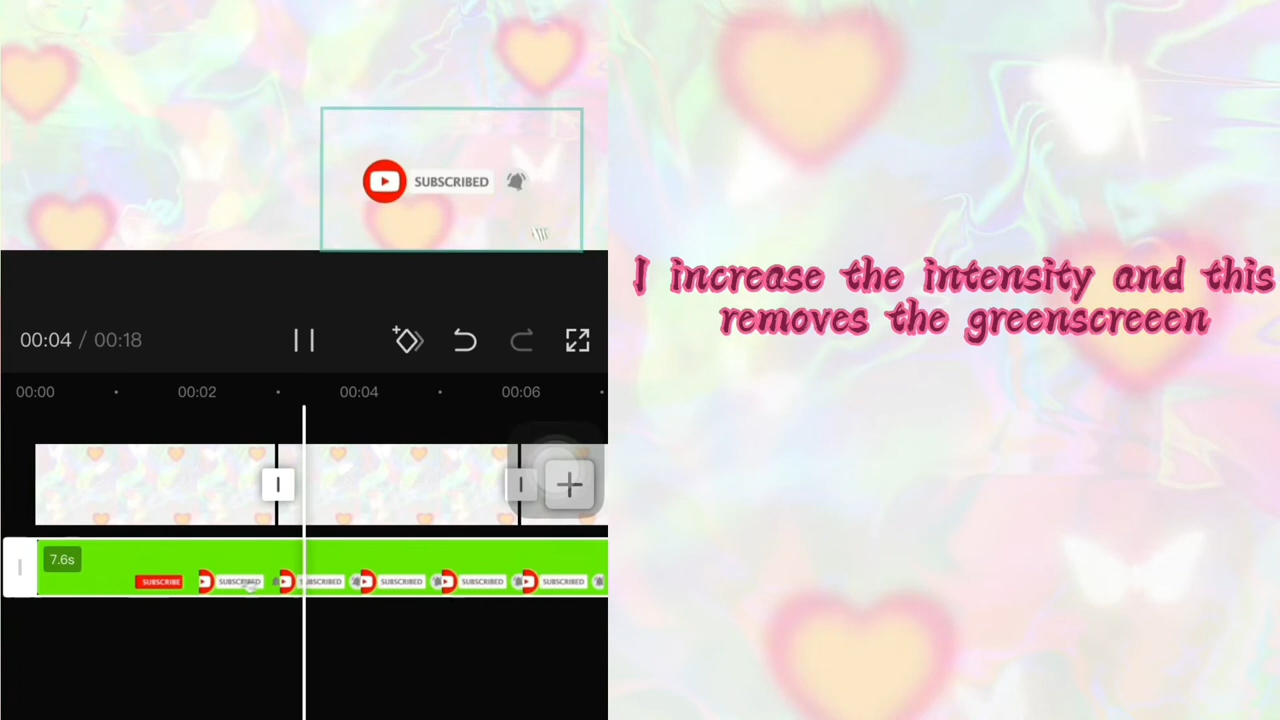 SUBSCRIBED
00:04 / 00:18
00:00 00:02 00:04 00:06
7.6s
SUBSCRIBE SUBSCRIBED SUBSCRIBED SUBSCRIBED SUBSCRIBED SUBSCRIBED
I increase the intensity and this
removes the greenscreeen